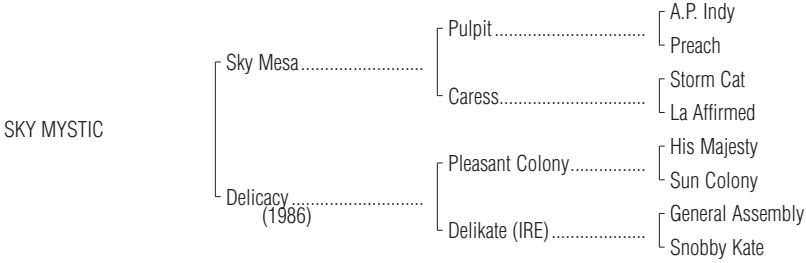 A.P. Indy
Pulpit
Preach
Sky Mesa
Storm Cat
Caress
La Affirmed
SKY MYSTIC
His Majesty
Pleasant Colony
Sun Colony
Delicacy
(1986)
General Assembly
Delikate (IRE)
Snobby Kate